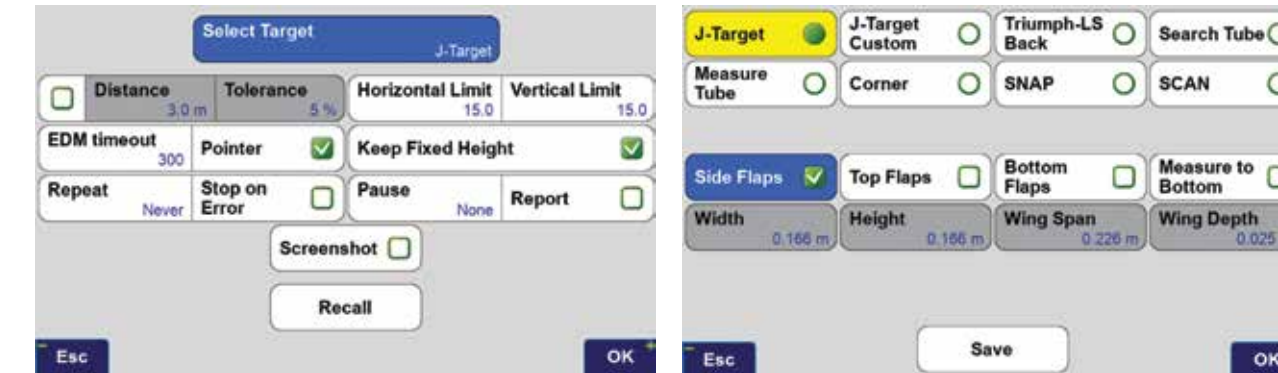 Select Target
J-Target
Distance
3.0 m
Tolerance
5 %
Horizontal Limit
15.0
Vertical Limit
15.0
EDM timeout
300
Pointer
Keep Fixed Height
Repeat
Never
Stop on
Error
Pause
None
Report
Screenshot
Recall
Esc
OK
J-Target
J-Target
Custom
Triumph-LS
Back
Search Tube
Measure
Tube
Corner
SNAP
SCAN
Side Flaps
Top Flaps
Bottom
Flaps
Measure to
Bottom
Width
0.166 m
Height
0.166 m
Wing Span
0.226 m
Wing Depth
0.025
Save
Esc
OK